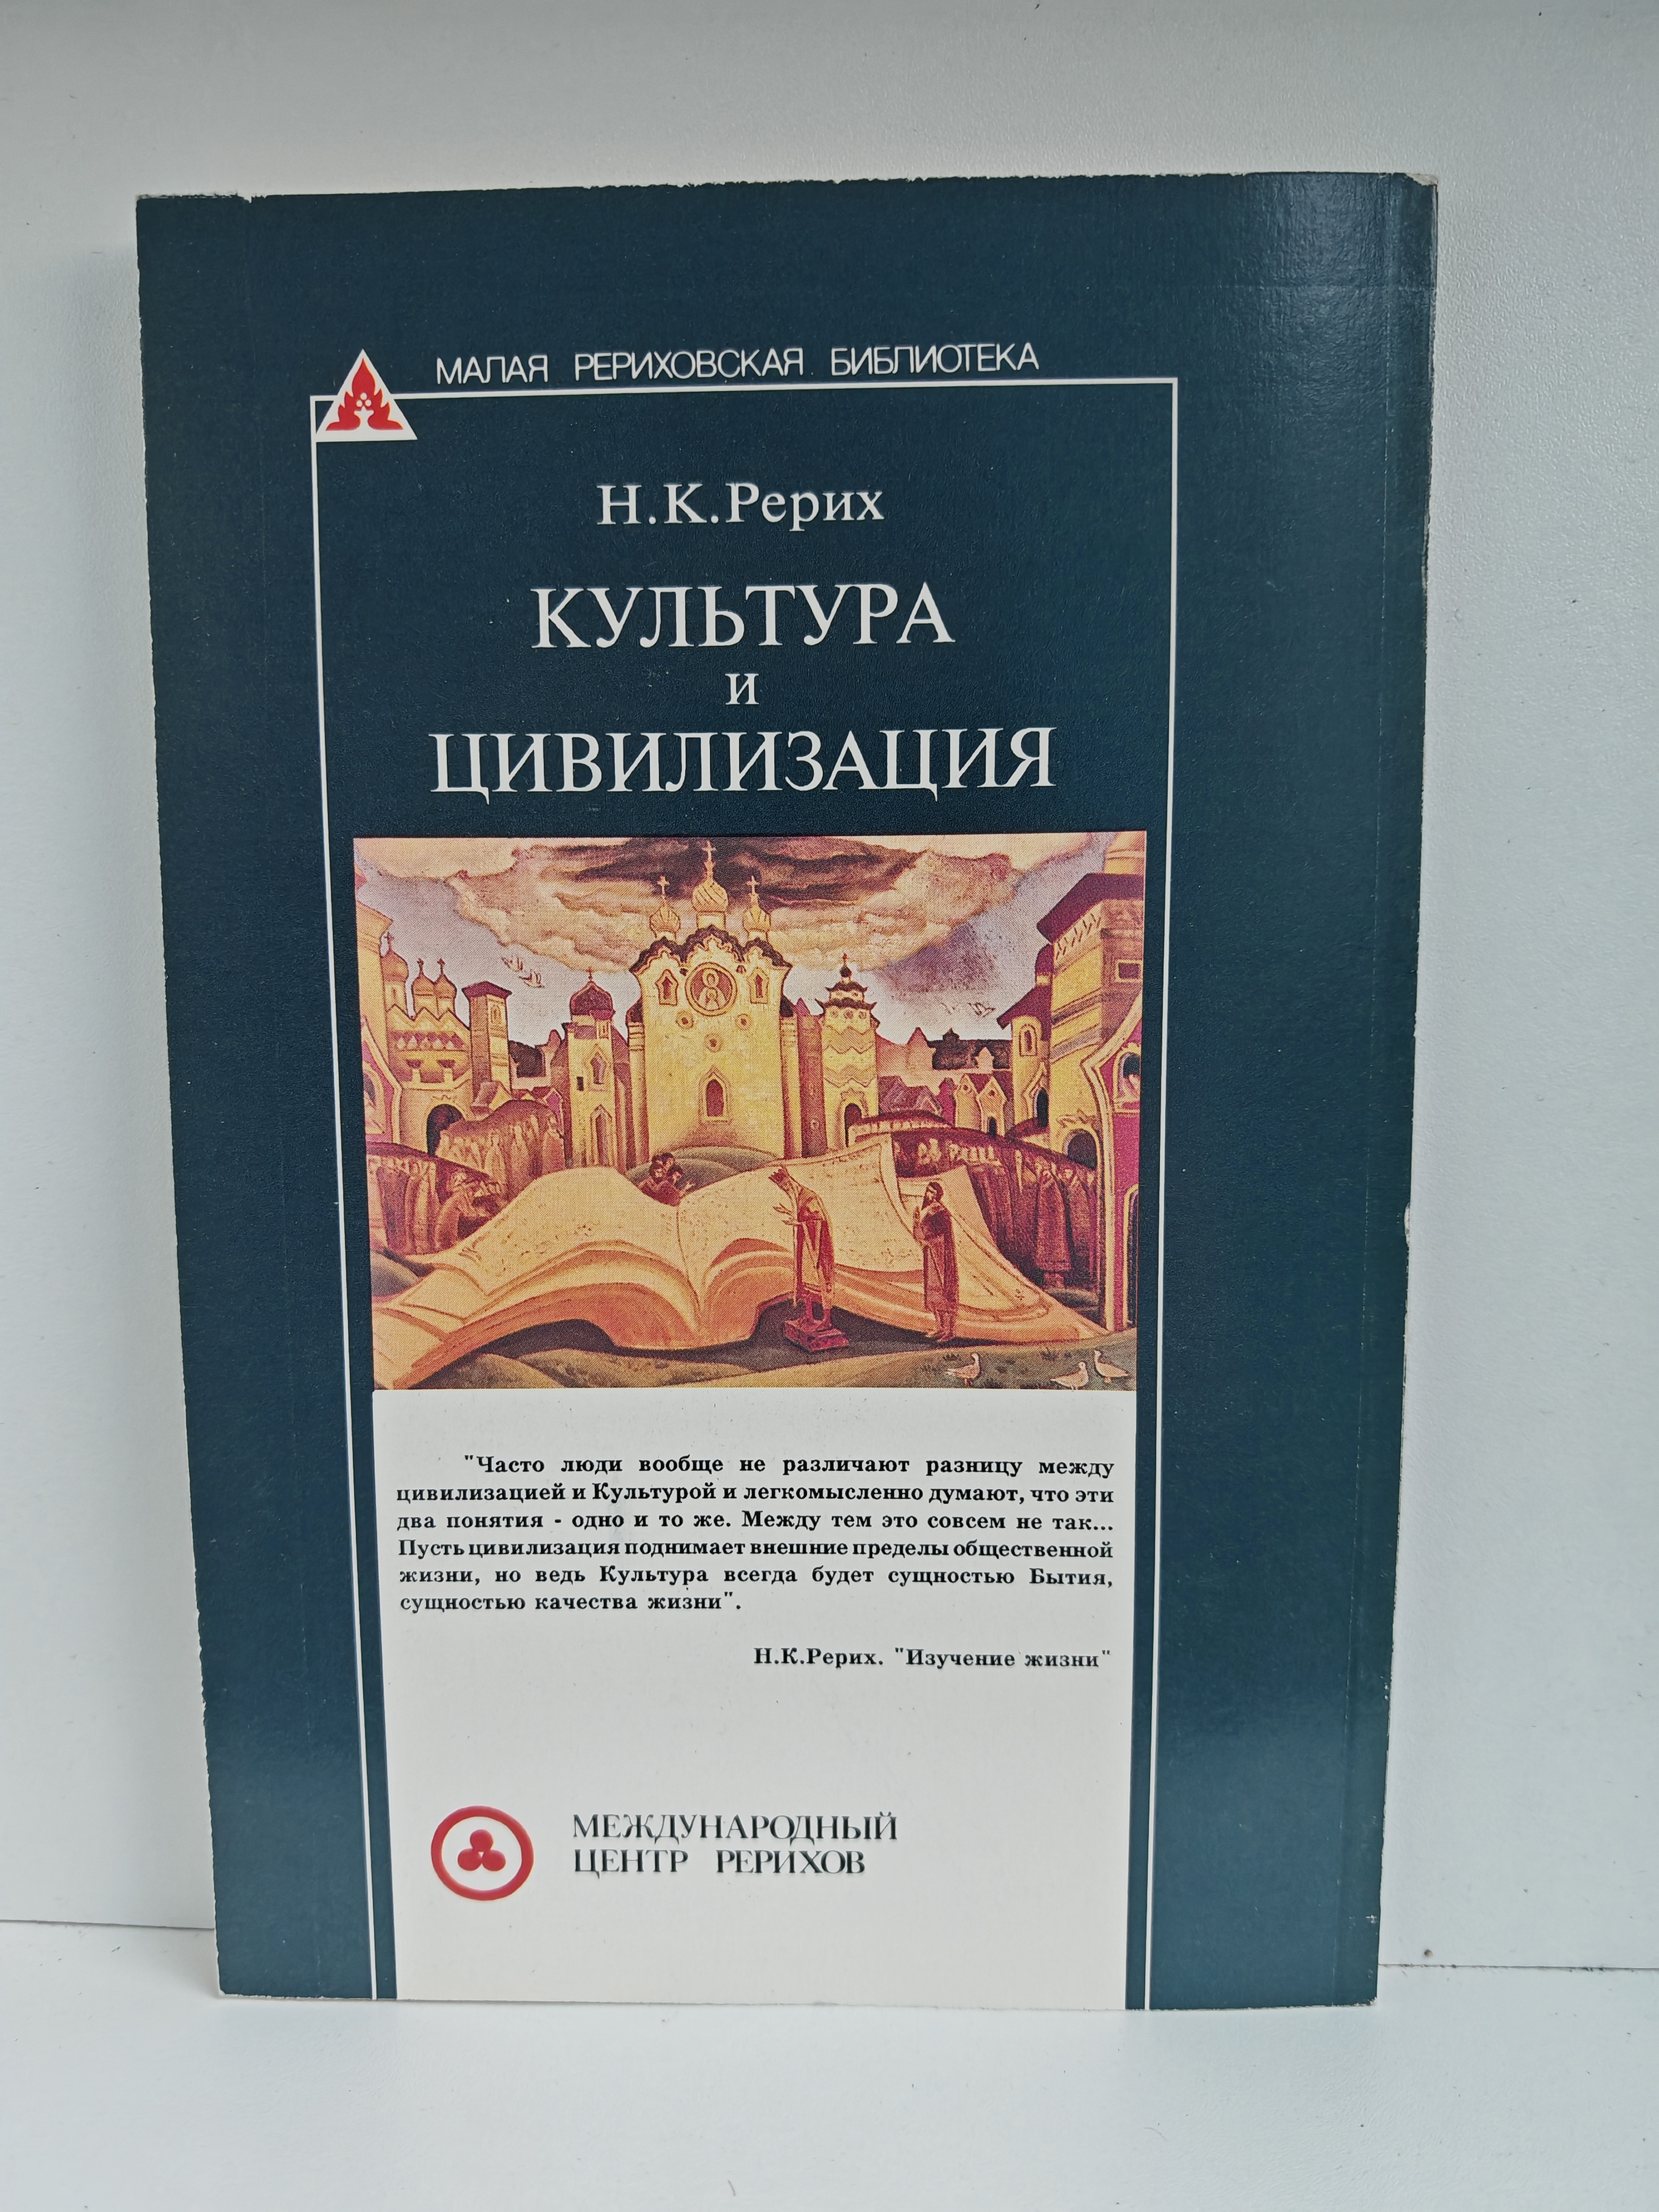 МАЛАЯ РЕРИХОВСКАЯ БИБЛИОТЕКА
Н.К.Рерих
КУЛЬТУРА
и
ЦИВИЛИЗАЦИЯ
"Часто люди вообще не различают разницу между
цивилизацией и Культурой и легкомысленно думают, что эти
два понятия - одно и то же. Между тем это совсем не так...
Пусть цивилизация поднимает внешние пределы общественной
жизни, но ведь Культура всегда будет сущностью Бытия,
сущностью качества жизни".
Н.К.Рерих. "Изучение жизни"
МЕЖДУНАРОДНЫЙ
ЦЕНТР РЕРИХОВ